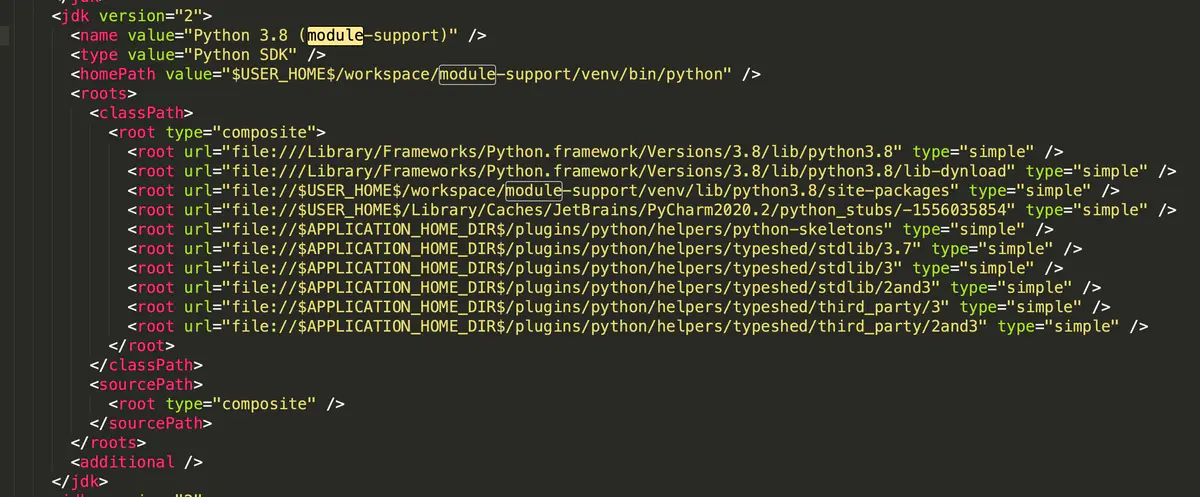 </jdk>
<jdk version="2">
<name value="Python 3.8 (module-support)" />
<type value="Python SDK" />
<homePath value="$USER_HOME$/workspace/module-support/venv/bin/python" />
<roots>
<classPath>
<root type="composite">
<root url="file:///Library/Frameworks/Python.framework/Versions/3.8/lib/python3.8" type="simple" />
<root url="file:///Library/Frameworks/Python.framework/Versions/3.8/lib/python3.8/lib-dynload" type="simple" />
<root url="file://$USER_HOME$/workspace/module-support/venv/lib/python3.8/site-packages" type="simple" />
<root url="file://$USER_HOME$/Library/Caches/JetBrains/PyCharm2020.2/python_stubs/-1556035854" type="simple" />
<root url="file://$APPLICATION_HOME_DIR$/plugins/python/helpers/python-skeletons" type="simple" />
<root url="file://$APPLICATION_HOME_DIR$/plugins/python/helpers/typeshed/stdlib/3.7" type="simple" />
<root url="file://$APPLICATION_HOME_DIR$/plugins/python/helpers/typeshed/stdlib/3" type="simple" />
<root url="file://$APPLICATION_HOME_DIR$/plugins/python/helpers/typeshed/stdlib/2and3" type="simple" />
<root url="file://$APPLICATION_HOME_DIR$/plugins/python/helpers/typeshed/third_party/3" type="simple" />
<root url="file://$APPLICATION_HOME_DIR$/plugins/python/helpers/typeshed/third_party/2and3" type="simple" />
</root>
</classPath>
<sourcePath>
<root type="composite" />
</sourcePath>
</roots>
<additional />
</jdk>